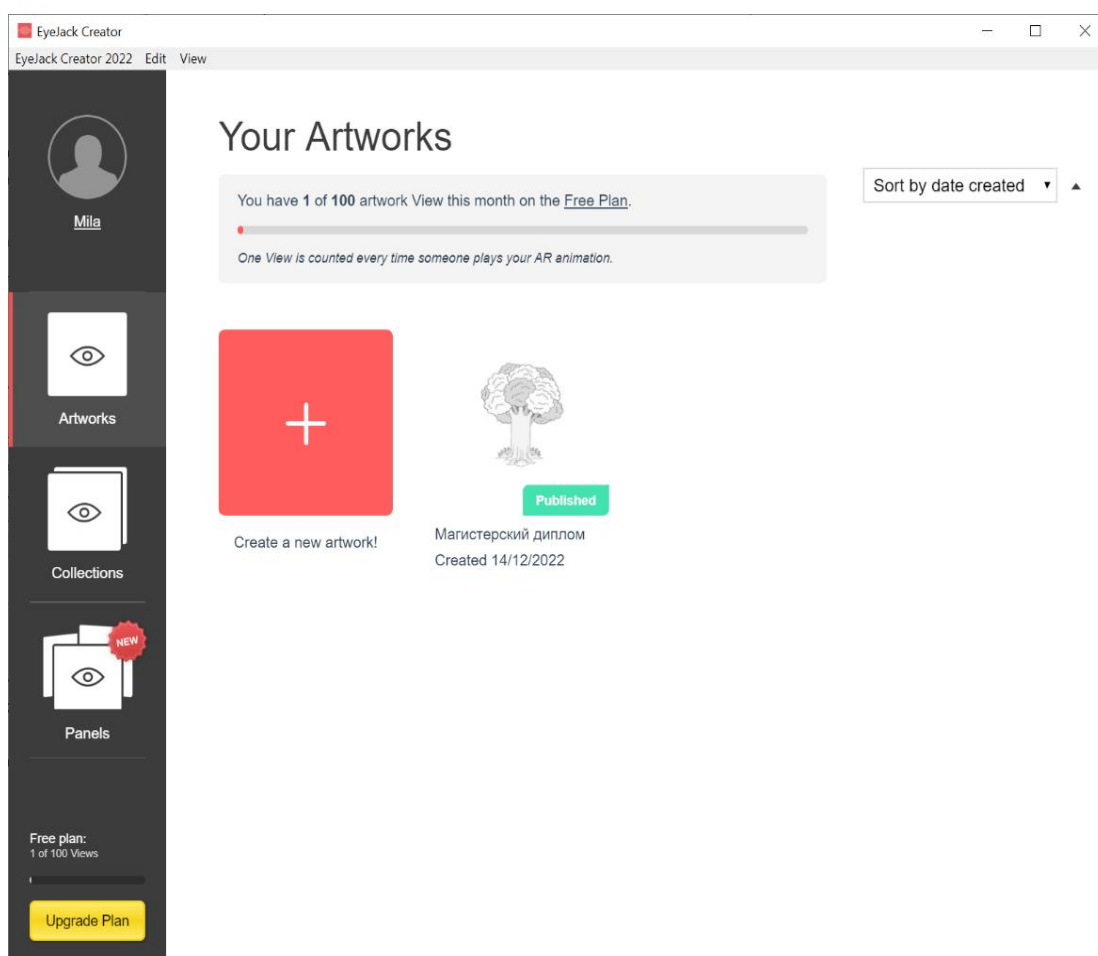 EyeJack Creator
EyeJack Creator 2022 Edit View
Mila
Artworks
Collections
NEW
Panels
Free plan:
1 of 100 Views
Upgrade Plan
Your Artworks
You have 1 of 100 artwork View this month on the Free Plan.
One View is counted every time someone plays your AR animation.
Sort by date created
Create a new artwork!
Published
Магистерский диплом
Created 14/12/2022